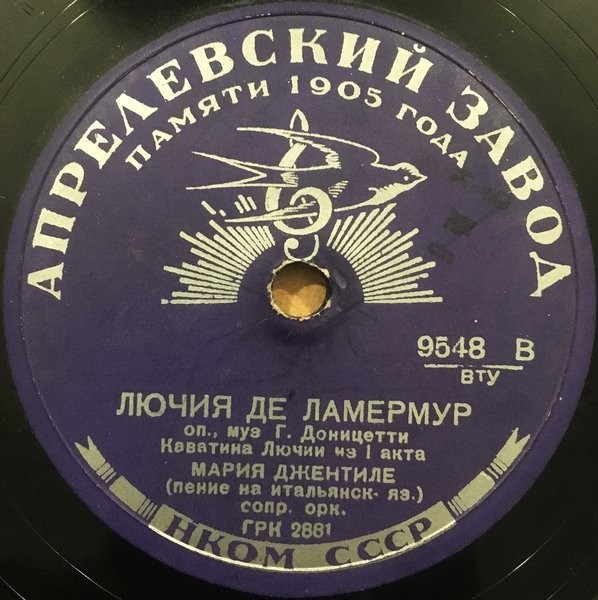 АПРЕЛЕВСКИЙ ЗАВОД
ПАМЯТИ 1905 ГОДА
9548 В
ВТУ
ЛЮЧИЯ ДЕ ЛАМЕРМУР
оп., муз Г. Доницетти
Каватина Лючии из I акта
МАРИЯ ДЖЕНТИЛЕ
(пение на итальянск- яз.)
сопр. орк.
ГРК 2881
НКОМ СССР